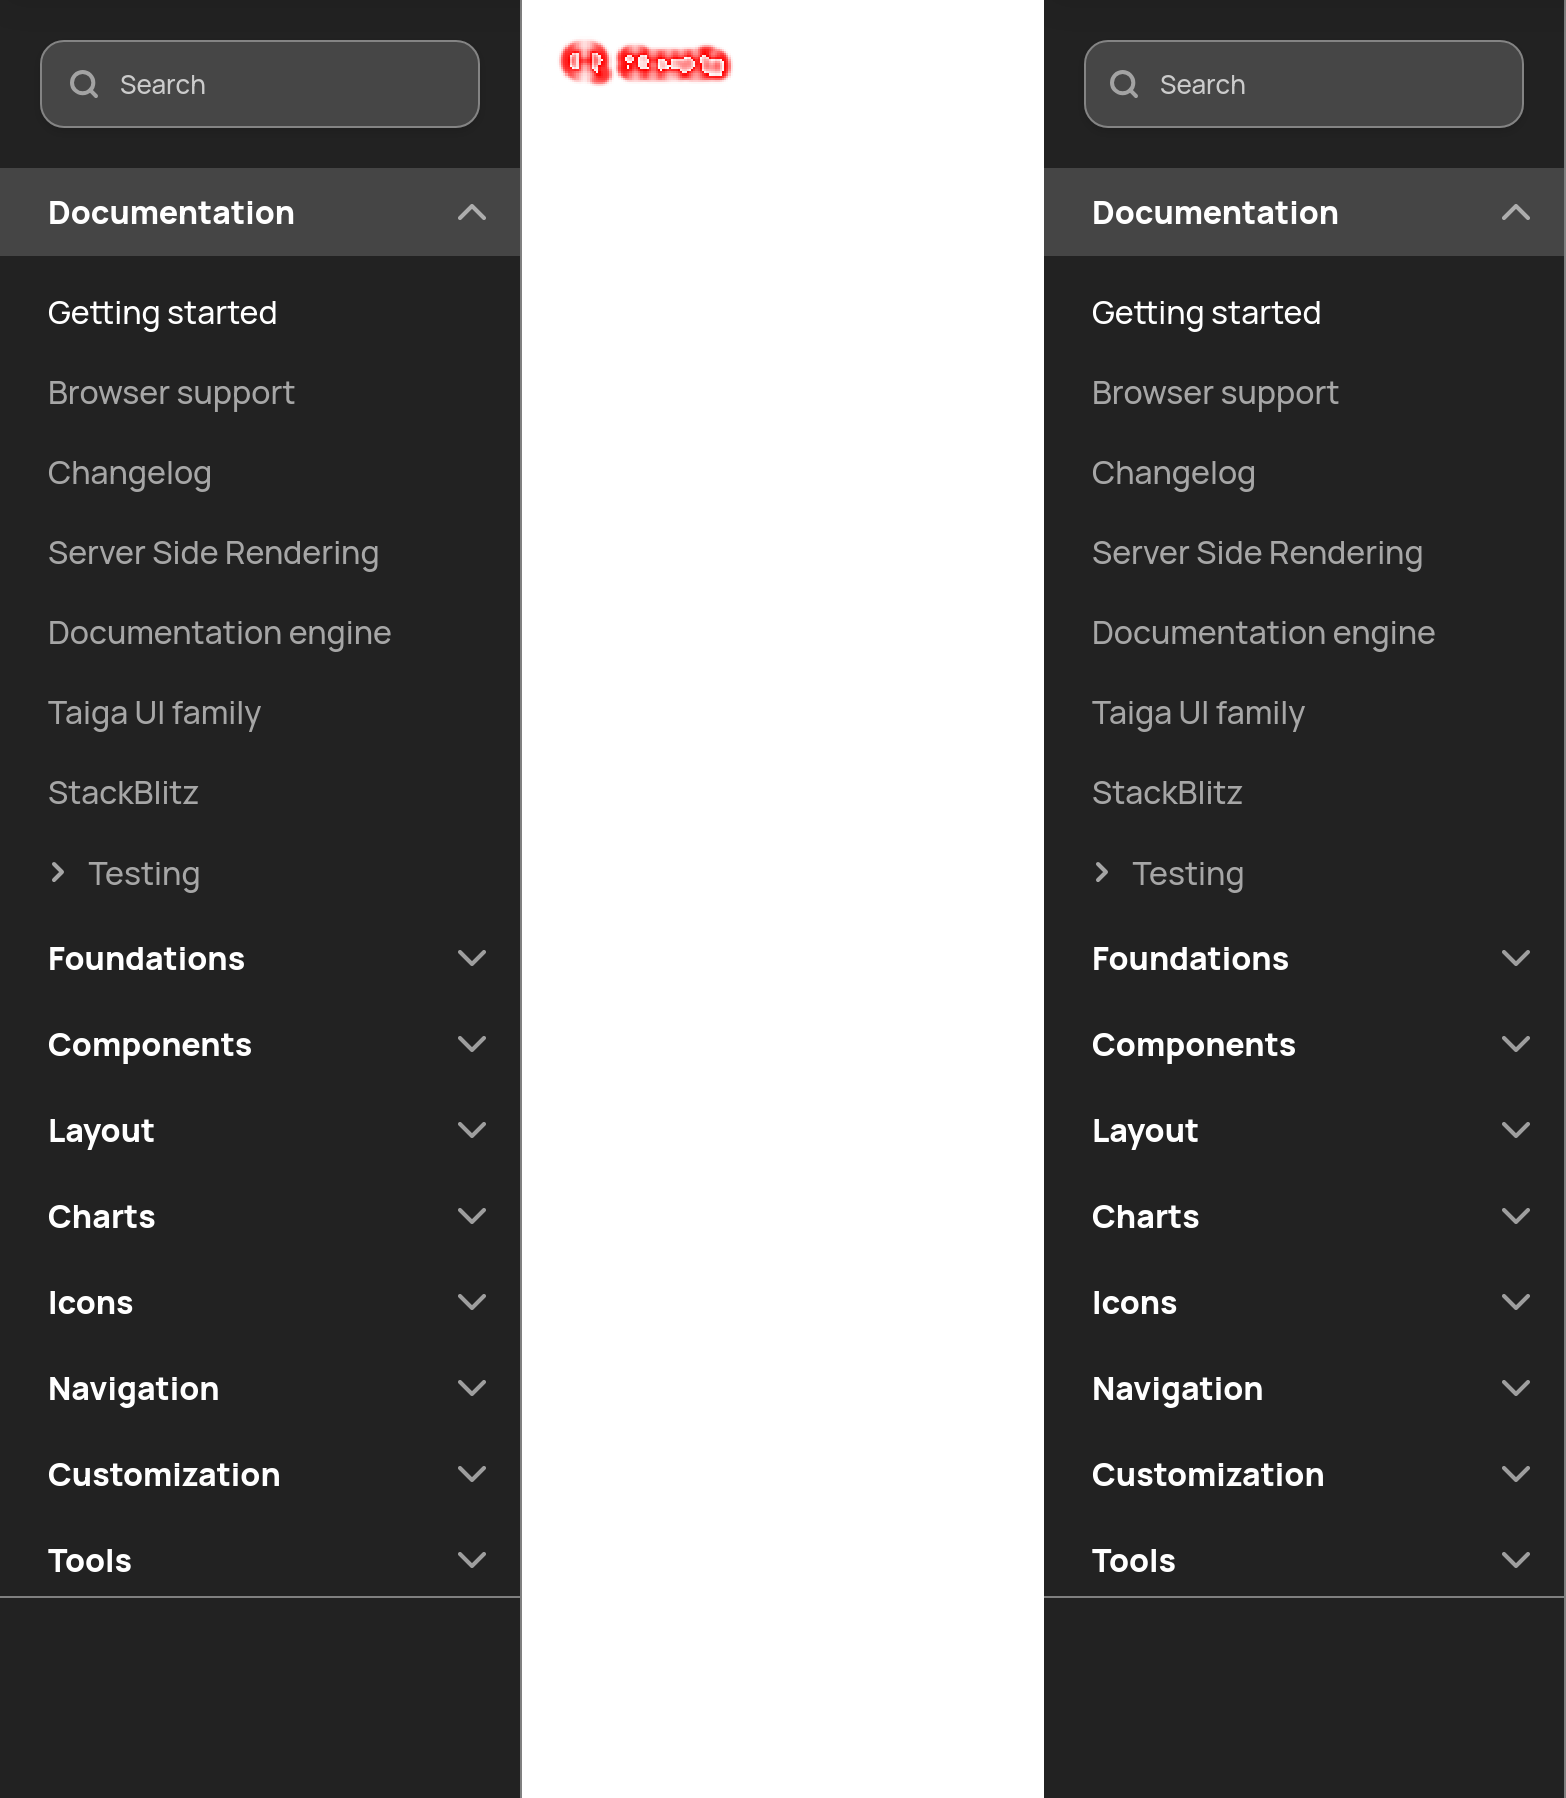 Search
Documentation
Getting started
Browser support
Changelog
Server Side Rendering
Documentation engine
Taiga UI family
StackBlitz
Testing
Foundations
Components
Layout
Charts
Icons
Navigation
Customization
Tools
Search
Documentation
Getting started
Browser support
Changelog
Server Side Rendering
Documentation engine
Taiga UI family
StackBlitz
Testing
Foundations
Components
Layout
Charts
Icons
Navigation
Customization
Tools